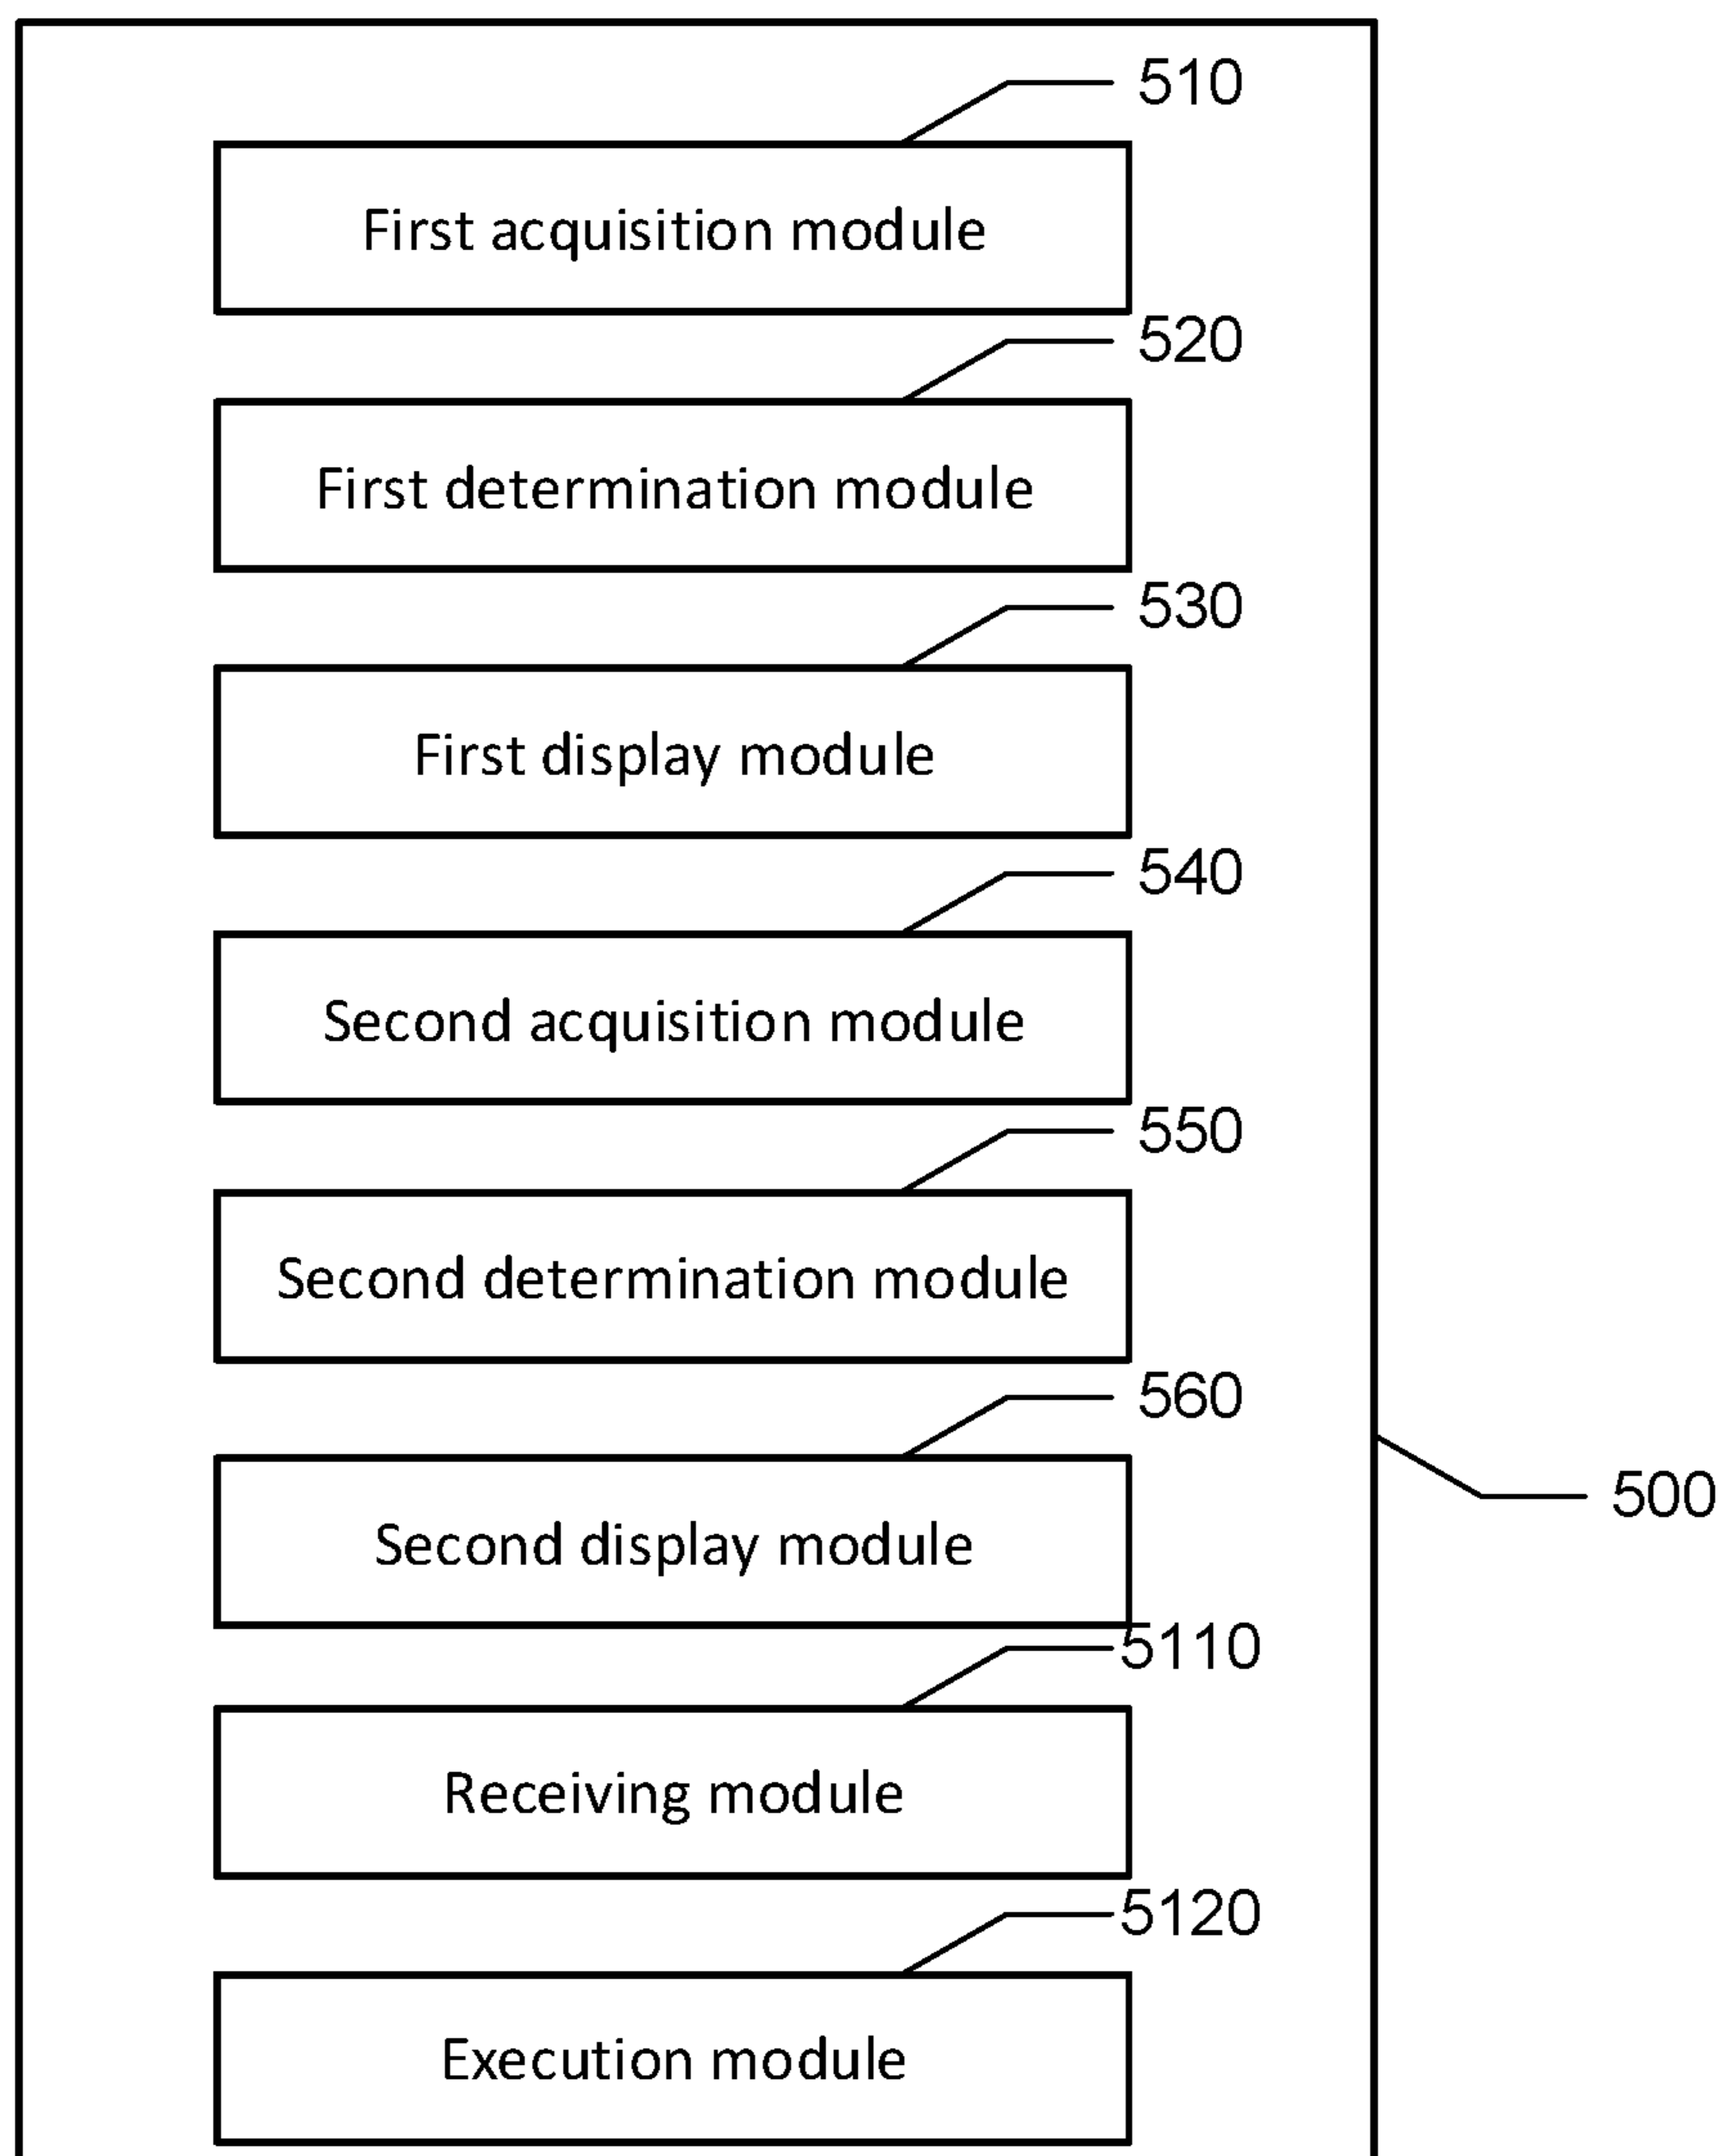 510
First acquisition module
520
First determination module
530
First display module
540
Second acquisition module
550
Second determination module
560
Second display module
500
5110
Receiving module
5120
Execution module